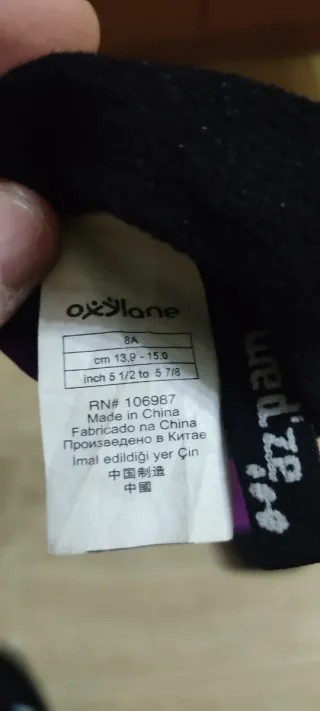 oxylane
8A
cm 13,9 - 15,0
inch 5 1/2 to 5 7/8
RN# 106987
Made in China
Fabricado na China
Произведено в Китае
İmal edildiği yer Çin
中国制造
中國